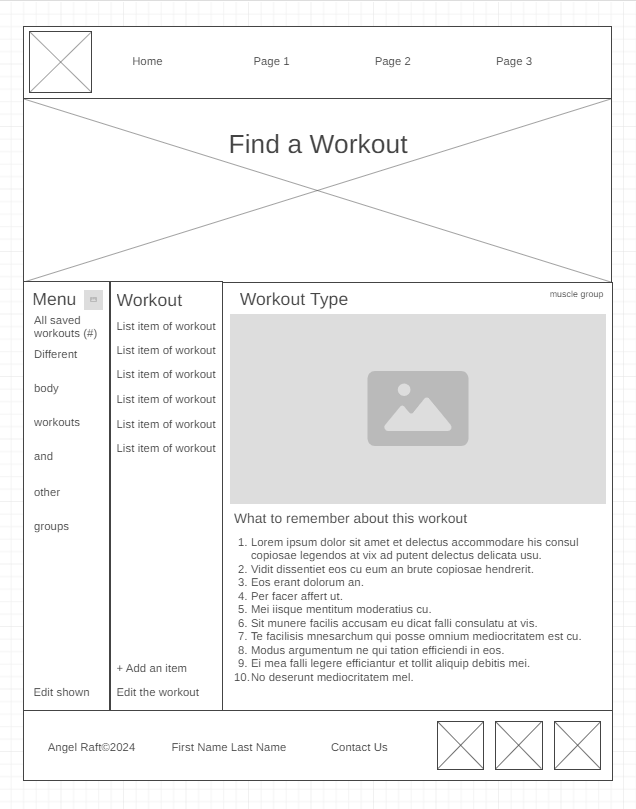 Home
Page 1
Page 2
Page 3
Find a Workout
Menu
All saved
workouts (#)
Different
body
workouts
and
other
groups
Edit shown
Workout
List item of workout
List item of workout
List item of workout
List item of workout
List item of workout
List item of workout
+ Add an item
Edit the workout
Workout Type
muscle group
What to remember about this workout
1. Lorem ipsum dolor sit amet et delectus accommodare his consul
copiosae legendos at vix ad putent delectus delicata usu.
2. Vidit dissentiet eos cu eum an brute copiosae hendrerit.
3. Eos erant dolorum an.
4. Per facer affert ut.
5. Mei iisque mentitum moderatius cu.
6. Sit munere facilis accusam eu dicat falli consulatu at vis.
7. Te facilisis mnesarchum qui posse omnium mediocritatem est cu.
8. Modus argumentum ne qui tation efficiendi in eos.
9. Ei mea falli legere efficiantur et tollit aliquip debitis mei.
10. No deserunt mediocritatem mel.
Angel Raft©2024
First Name Last Name
Contact Us